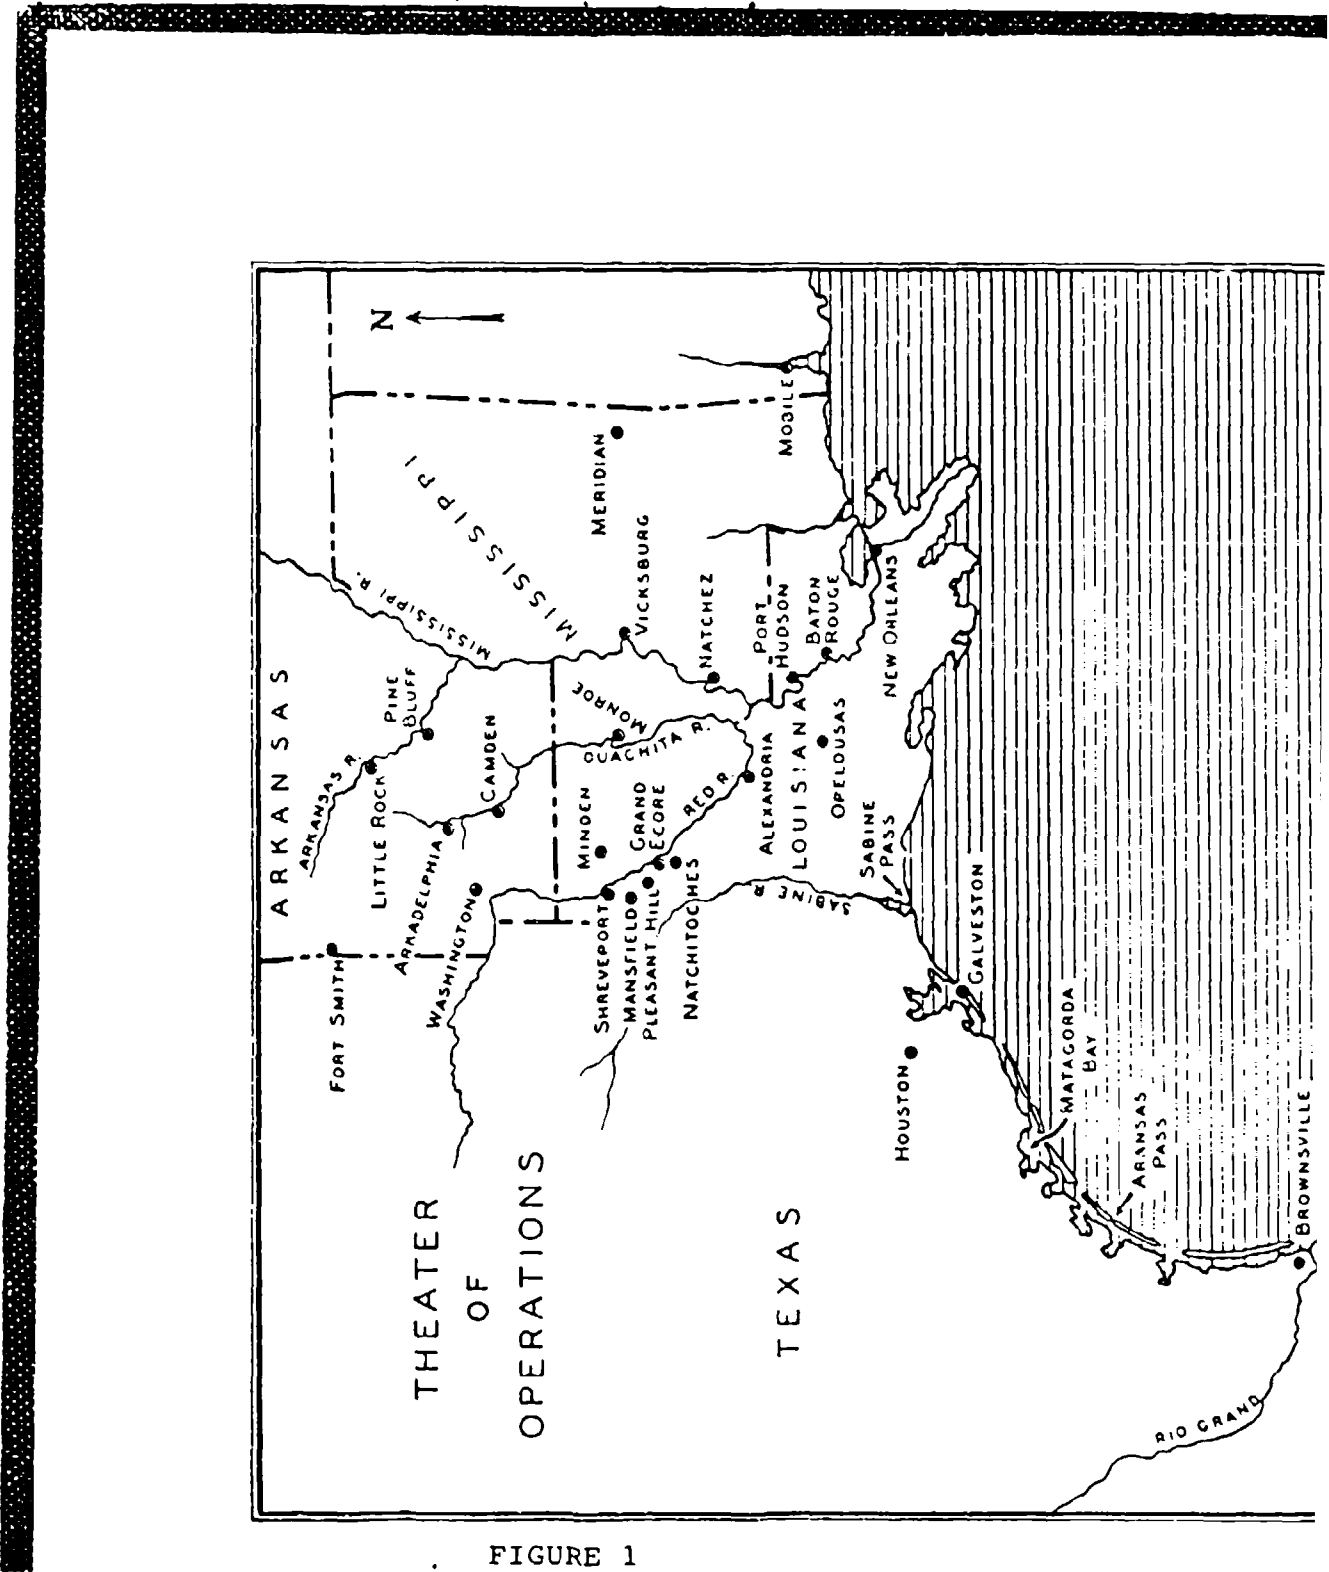 THEATER
OF
OPERATIONS
N
ARKANSAS
MISSISSIPPI
LOUISIANA
TEXAS
FORT SMITH
ARKANSAS R.
LITTLE ROCK
PINE
BLUFF
ARKADELPHIA
CAMDEN
WASHINGTON
MISSISSIPPI R.
MERIDIAN
VICKSBURG
MONROE
OUACHITA R.
MINDEN
GRAND
ECORE
SHREVEPORT
MANSFIELD
PLEASANT HILL
NATCHITOCHES
RED R.
NATCHEZ
ALEXANDRIA
PORT
HUDSON
BATON
ROUGE
OPELOUSAS
NEW ORLEANS
MOBILE
SABINE R
SABINE
PASS
GALVESTON
HOUSTON
MATAGORDA
BAY
ARANSAS
PASS
BROWNSVILLE
RIO GRAND
FIGURE 1